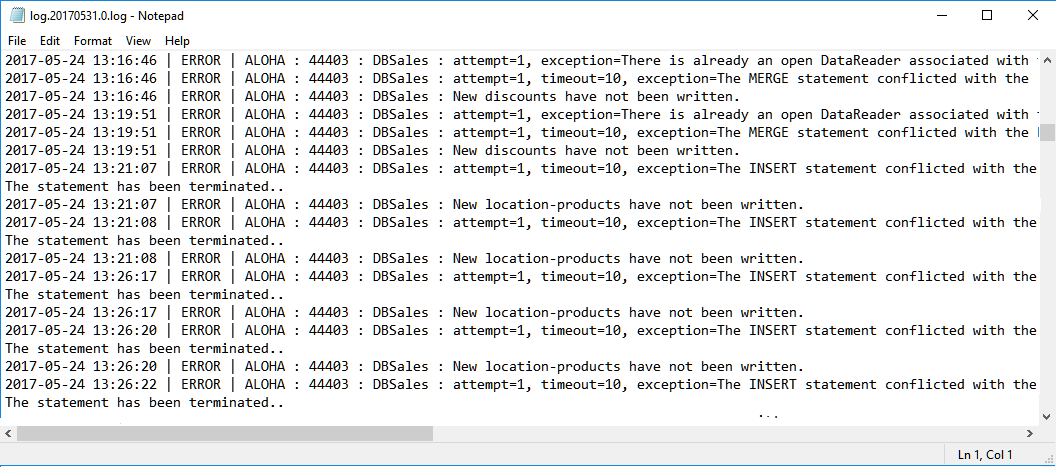 log.20170531.0.log - Notepad
File Edit Format View Help
2017-05-24 13:16:46 | ERROR | ALOHA : 44403 : DBSales : attempt=1, exception=There is already an open DataReader associated with
2017-05-24 13:16:46 | ERROR | ALOHA : 44403 : DBSales : attempt=1, timeout=10, exception=The MERGE statement conflicted with the
2017-05-24 13:16:46 | ERROR | ALOHA : 44403 : DBSales : New discounts have not been written.
2017-05-24 13:19:51 | ERROR | ALOHA : 44403 : DBSales : attempt=1, exception=There is already an open DataReader associated with
2017-05-24 13:19:51 | ERROR | ALOHA : 44403 : DBSales : attempt=1, timeout=10, exception=The MERGE statement conflicted with the
2017-05-24 13:19:51 | ERROR | ALOHA : 44403 : DBSales : New discounts have not been written.
2017-05-24 13:21:07 | ERROR | ALOHA : 44403 : DBSales : attempt=1, timeout=10, exception=The INSERT statement conflicted with the
The statement has been terminated..
2017-05-24 13:21:07 | ERROR | ALOHA : 44403 : DBSales : New location-products have not been written.
2017-05-24 13:21:08 | ERROR | ALOHA : 44403 : DBSales : attempt=1, timeout=10, exception=The INSERT statement conflicted with the
The statement has been terminated..
2017-05-24 13:21:08 | ERROR | ALOHA : 44403 : DBSales : New location-products have not been written.
2017-05-24 13:26:17 | ERROR | ALOHA : 44403 : DBSales : attempt=1, timeout=10, exception=The INSERT statement conflicted with the
The statement has been terminated..
2017-05-24 13:26:17 | ERROR | ALOHA : 44403 : DBSales : New location-products have not been written.
2017-05-24 13:26:20 | ERROR | ALOHA : 44403 : DBSales : attempt=1, timeout=10, exception=The INSERT statement conflicted with the
The statement has been terminated..
2017-05-24 13:26:20 | ERROR | ALOHA : 44403 : DBSales : New location-products have not been written.
2017-05-24 13:26:22 | ERROR | ALOHA : 44403 : DBSales : attempt=1, timeout=10, exception=The INSERT statement conflicted with the
The statement has been terminated..
Ln 1, Col 1